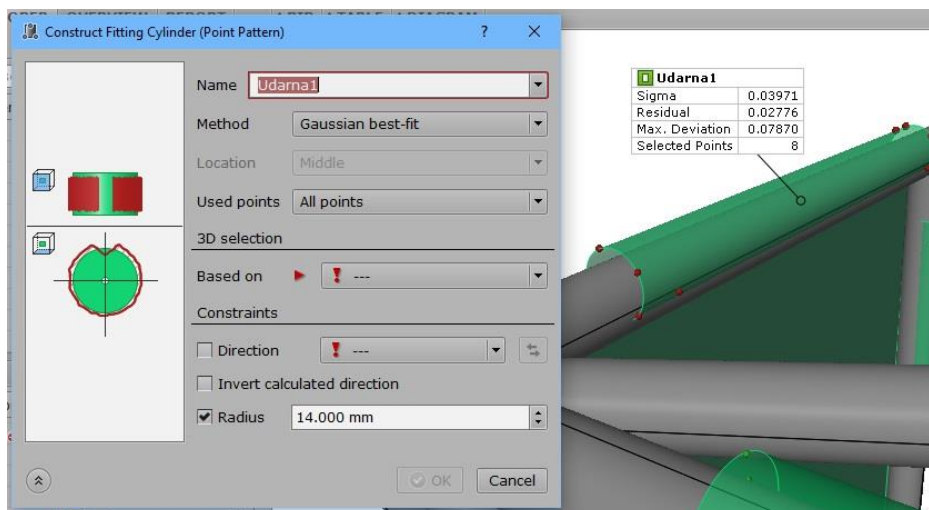 Construct Fitting Cylinder (Point Pattern) ?
Name Udarna1
Method Gaussian best-fit
Location Middle
Used points All points
3D selection
Based on ! ---
Constraints
Direction ! ---
Invert calculated direction
Radius 14.000 mm
OK Cancel
Udarna1
Sigma 0.03971
Residual 0.02776
Max. Deviation 0.07870
Selected Points 8